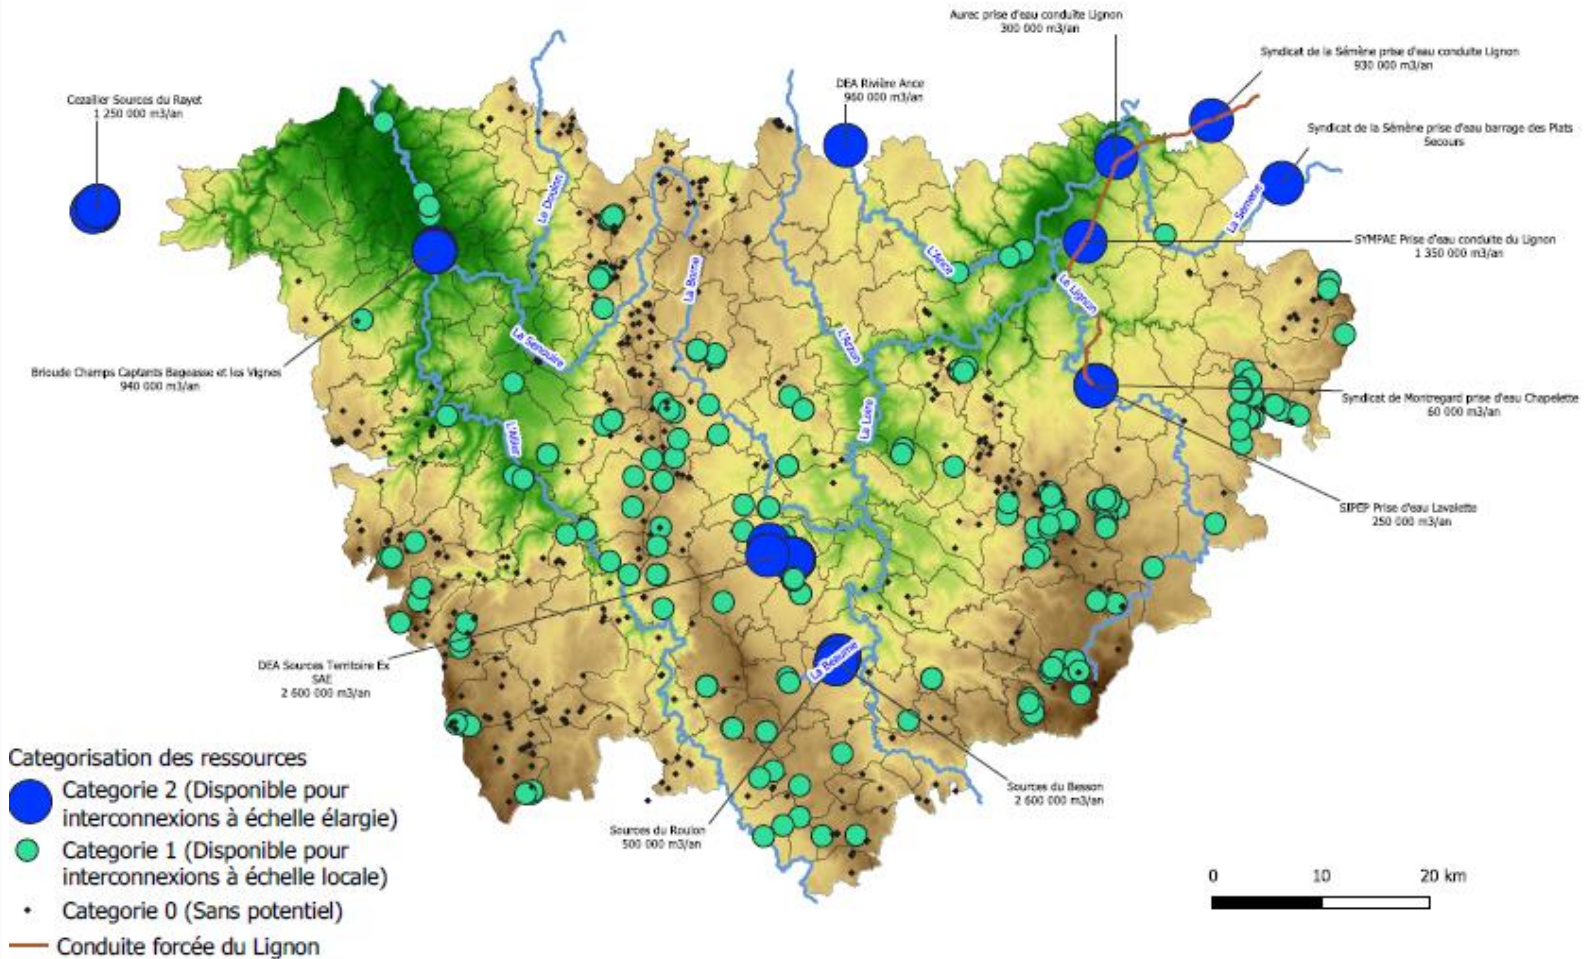 Aurec prise d'eau conduite Lignon
300 000 m3/an
Syndicat de la Sémène prise d'eau conduite Lignon
930 000 m3/an
Cezallier Sources du Rayet
1 250 000 m3/an
DEA Rivière Ance
960 000 m3/an
Syndicat de la Sémène prise d'eau barrage des Plats
Secours
Le Doulon
La Semène
L'Ance
SYMPAE Prise d'eau conduite du Lignon
1 350 000 m3/an
La Borne
Le Lignon
Le Senouire
L'Arzon
Brioude Champs Captants Bageasse et les Vignes
940 000 m3/an
Syndicat de Montregard prise d'eau Chapelette
60 000 m3/an
La Loire
L'Allier
SIPEP Prise d'eau Lavalette
250 000 m3/an
DEA Sources Territoire Ex
SAE
2 600 000 m3/an
La Beaume
Sources du Besson
2 600 000 m3/an
Sources du Roulon
500 000 m3/an
Categorisation des ressources
Categorie 2 (Disponible pour
interconnexions à échelle élargie)
Categorie 1 (Disponible pour
interconnexions à échelle locale)
Categorie 0 (Sans potentiel)
Conduite forcée du Lignon
0 10 20 km